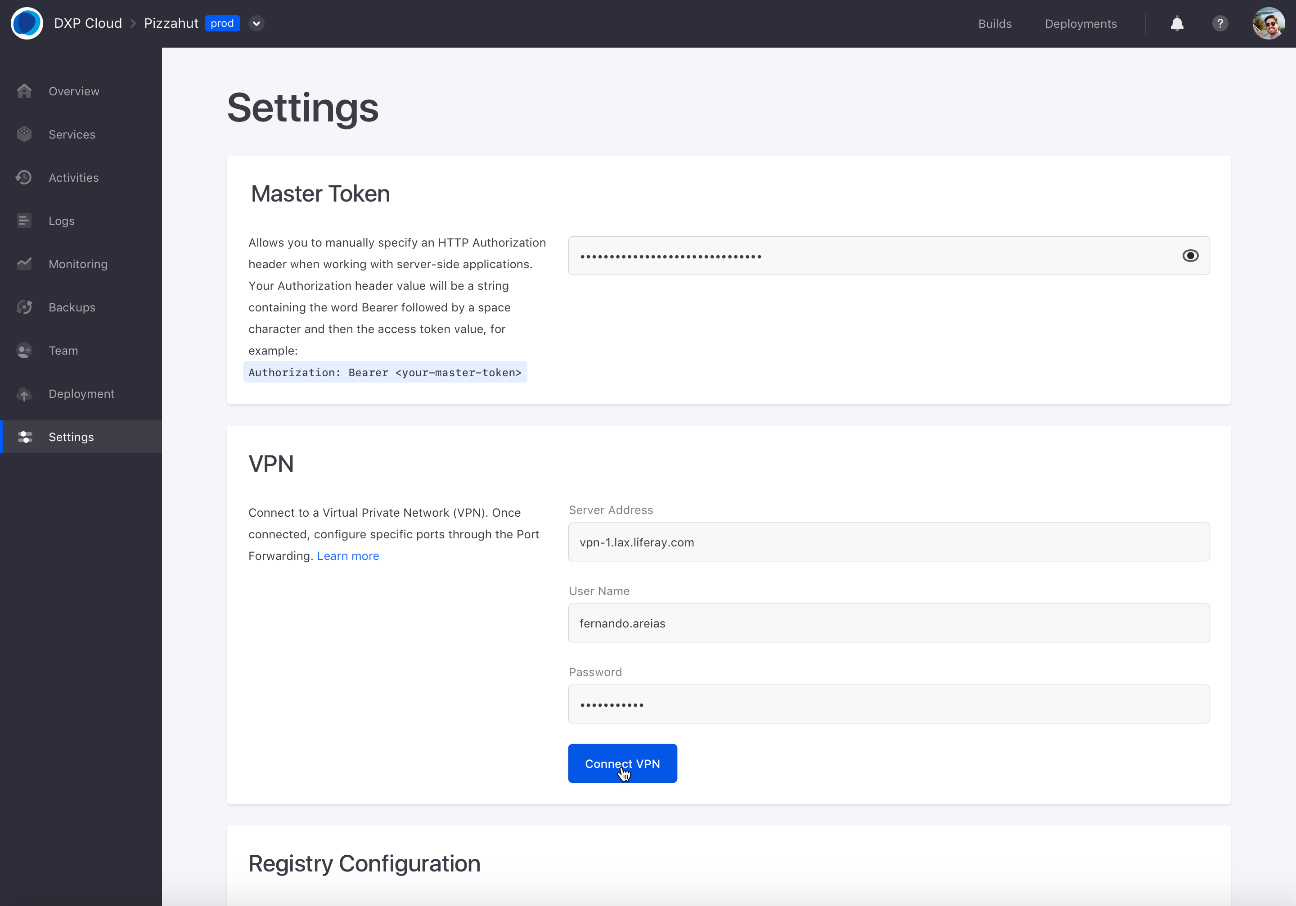 DXP Cloud > Pizzahut prod
Builds
Deployments
?
Overview
Services
Activities
Logs
Monitoring
Backups
Team
Deployment
Settings
Settings
Master Token
Allows you to manually specify an HTTP Authorization
header when working with server-side applications.
Your Authorization header value will be a string
containing the word Bearer followed by a space
character and then the access token value, for
example:
Authorization: Bearer <your-master-token>
•••••••••••••••••••••••••••••••
VPN
Connect to a Virtual Private Network (VPN). Once
connected, configure specific ports through the Port
Forwarding. Learn more
Server Address
vpn-1.lax.liferay.com
User Name
fernando.areias
Password
•••••••••••
Connect VPN
Registry Configuration